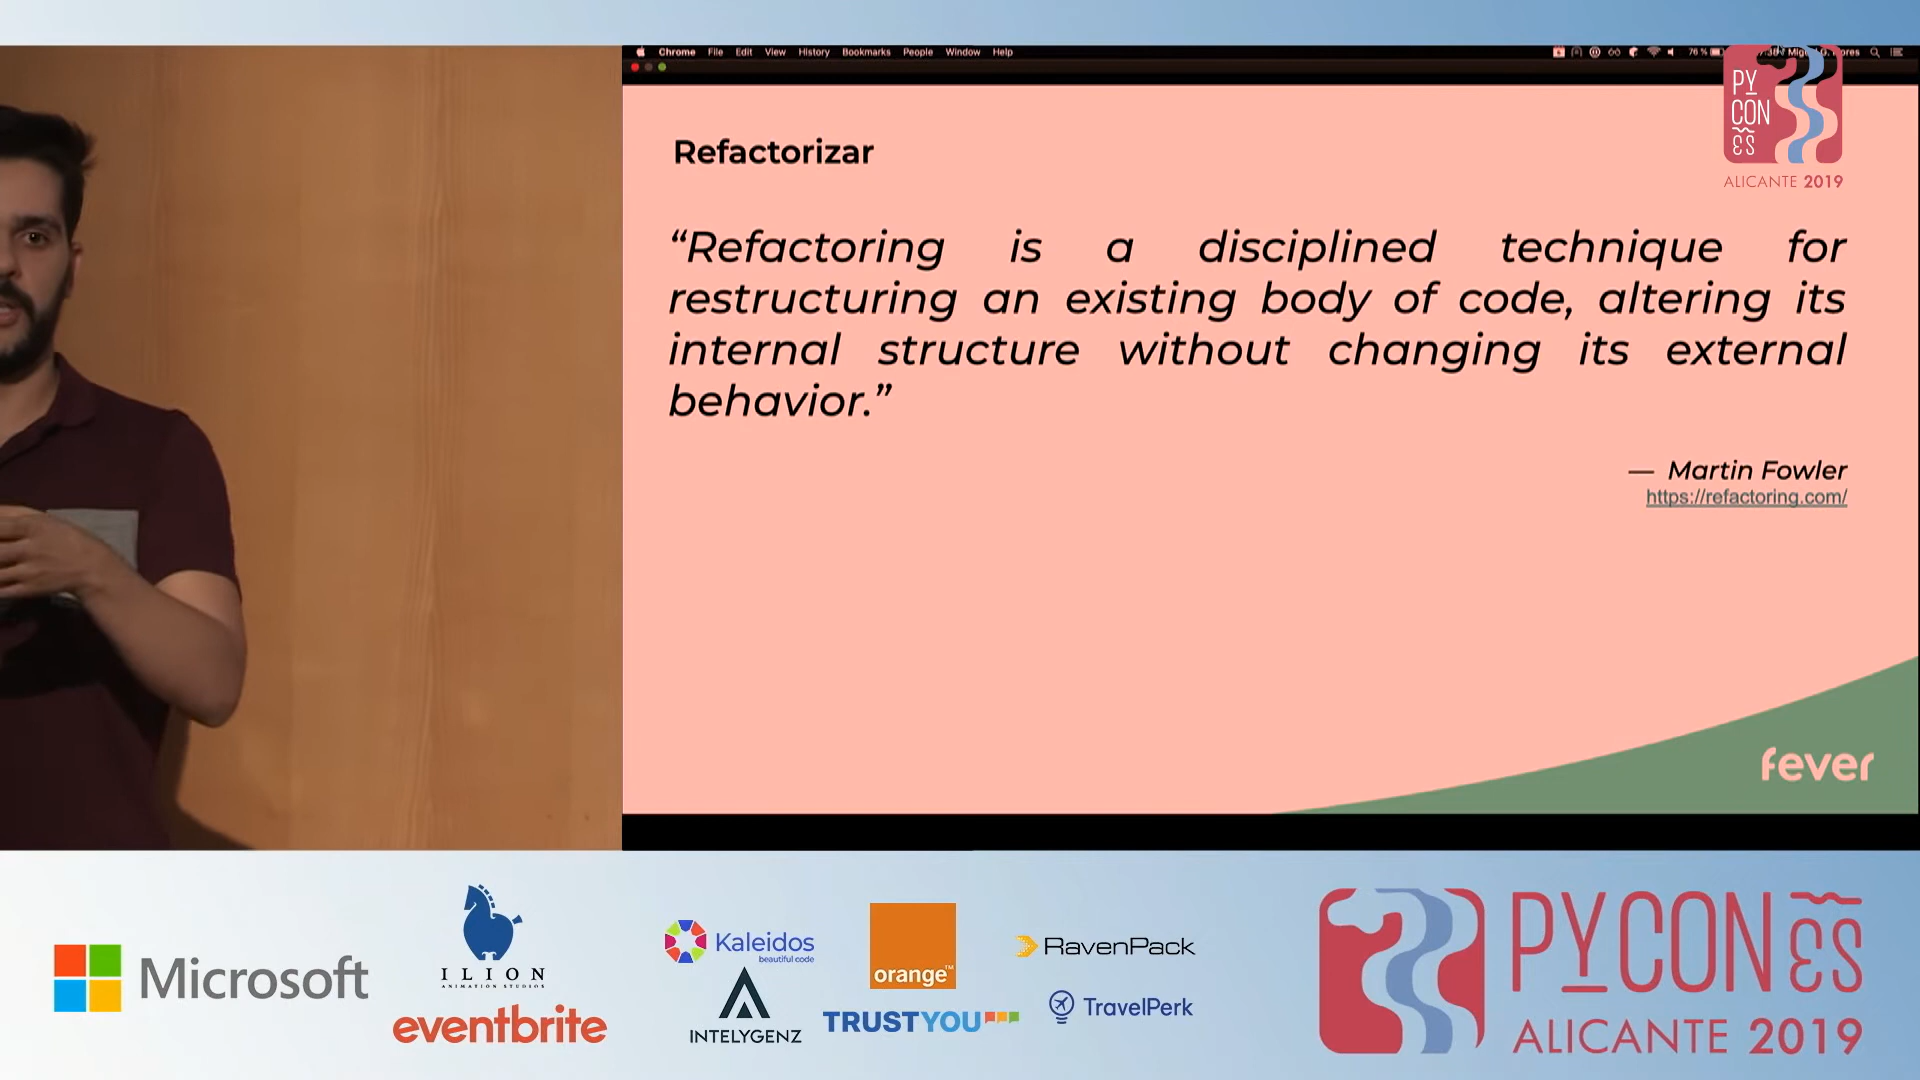 Chrome File Edit View History Bookmarks People Window Help
76 %
PY
CON
ES
ALICANTE 2019
Refactorizar
“Refactoring is a disciplined technique for
restructuring an existing body of code, altering its
internal structure without changing its external
behavior.”
— Martin Fowler
https://refactoring.com/
fever
Microsoft
ILION
ANIMATION STUDIOS
eventbrite
Kaleidos
beautiful code
INTELYGENZ
orange™
TRUSTYOU
RavenPack
TravelPerk
PYCON ES
ALICANTE 2019